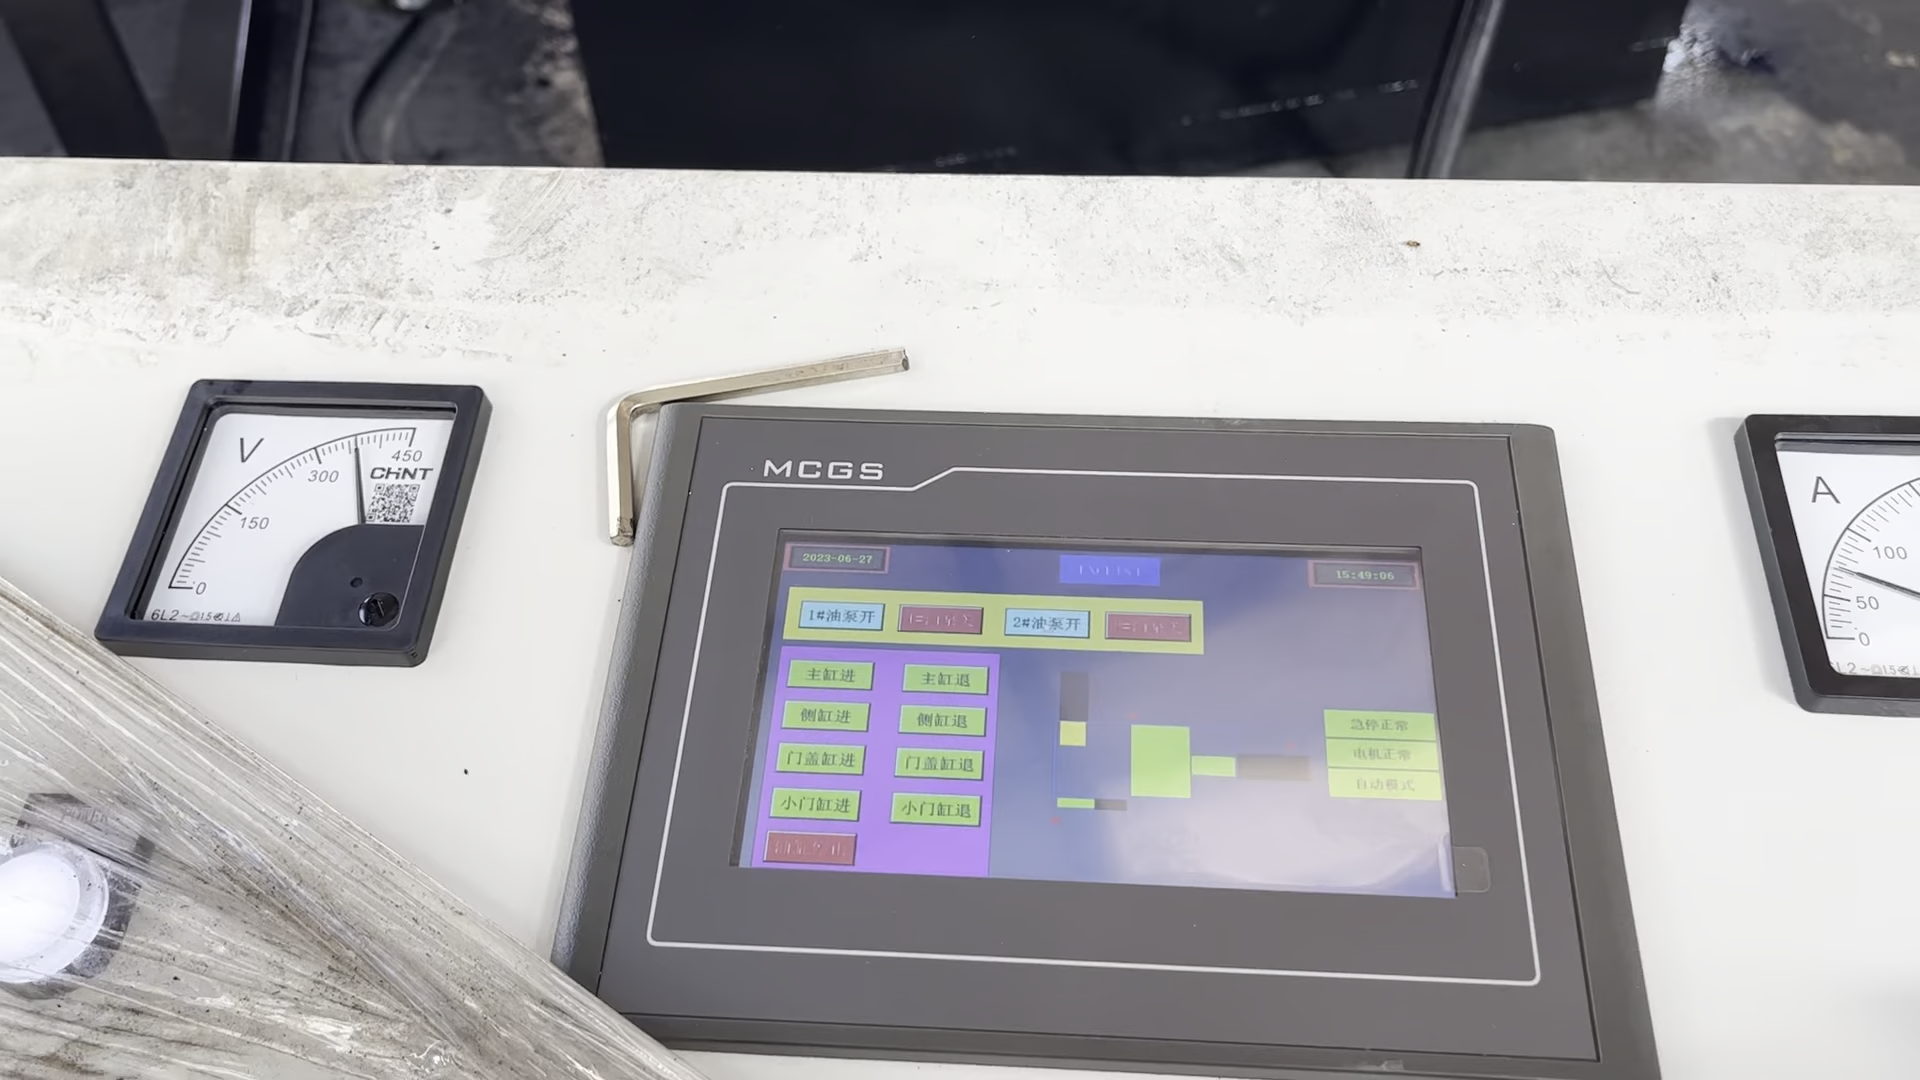 V
450
CHNT
300
150
0
6L2
MCGS
2023-06-27
15:49:06
1#油泵开
2#油泵开
主缸进
主缸退
侧缸进
侧缸退
门盖缸进
门盖缸退
小门缸进
小门缸退
急停正常
电机正常
自动模式
A
100
50
0
POWER